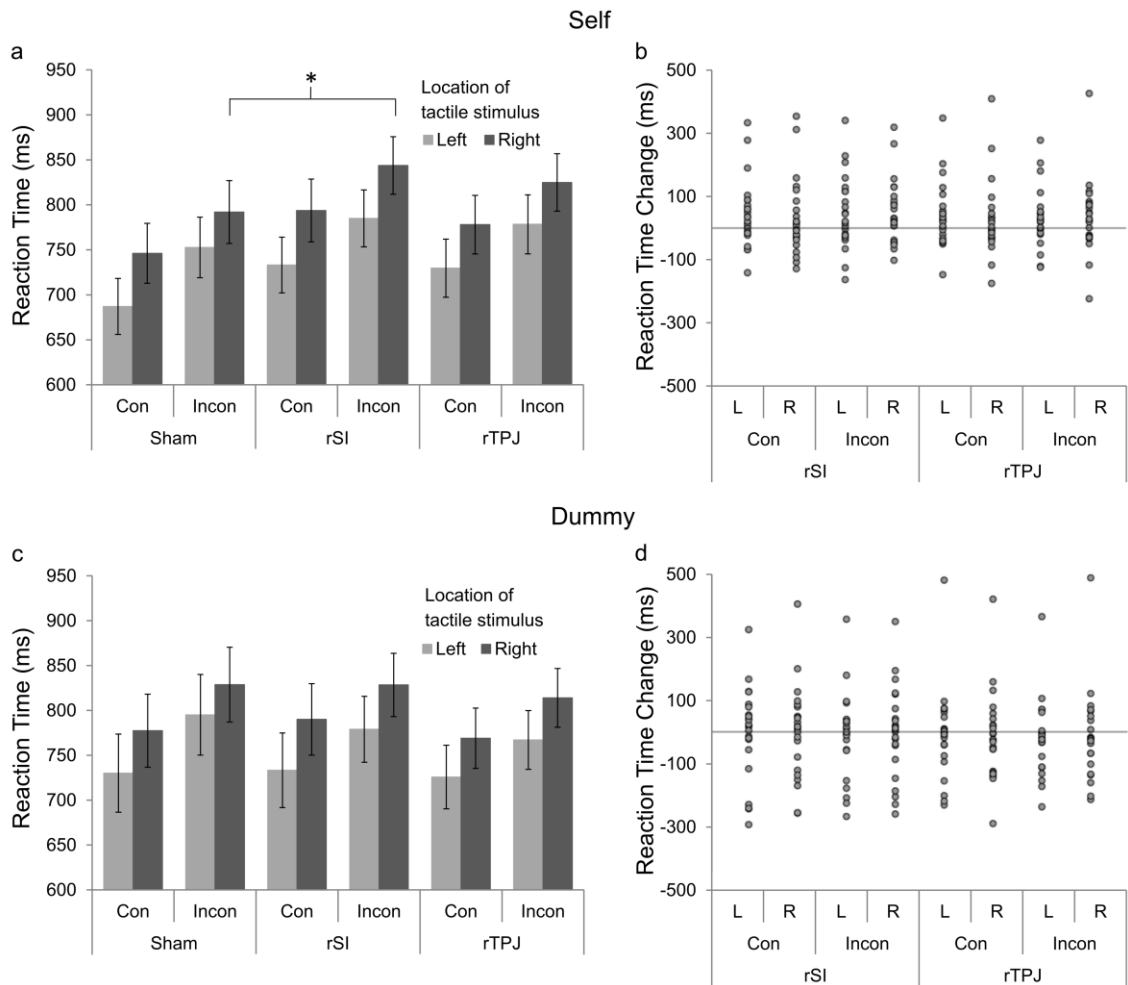 Self
a
950
900
850
800
750
700
650
600
Reaction Time (ms)
*
Location of
tactile stimulus
Left Right
Con Incon Con Incon Con Incon
Sham rSI rTPJ
b
500
300
100
-100
-300
-500
Reaction Time Change (ms)
L R L R L R L R
Con Incon Con Incon
rSI rTPJ
Dummy
c
950
900
850
800
750
700
650
600
Reaction Time (ms)
Location of
tactile stimulus
Left Right
Con Incon Con Incon Con Incon
Sham rSI rTPJ
d
500
300
100
-100
-300
-500
Reaction Time Change (ms)
L R L R L R L R
Con Incon Con Incon
rSI rTPJ